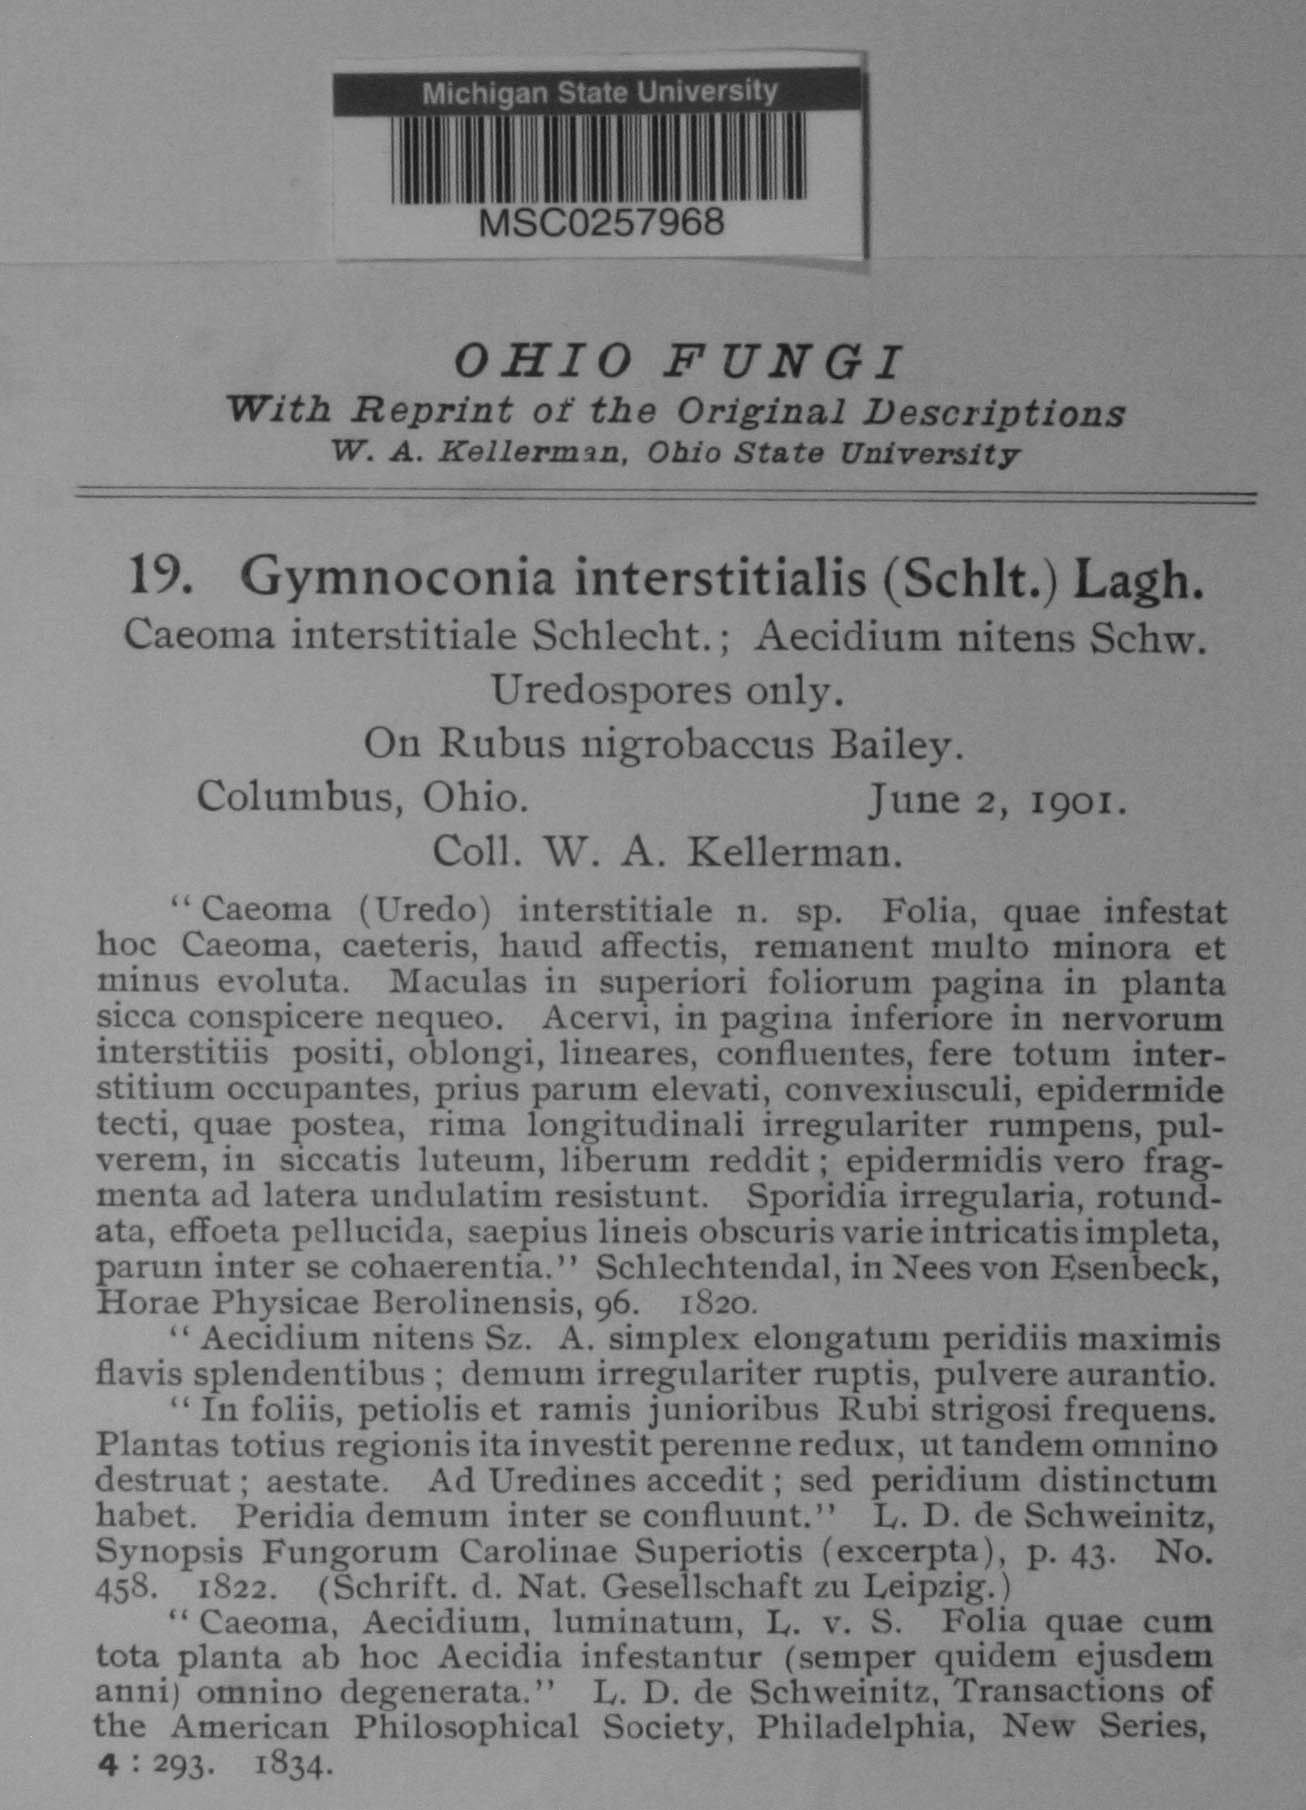 Michigan State University
MSC0257968
OHIO FUNGI
With Reprint of the Original Descriptions
W. A. Kellerman, Ohio State University
19. Gymnoconia interstitialis (Schlt.) Lagh.
Caeoma interstitiale Schlecht.; Aecidium nitens Schw.
Uredospores only.
On Rubus nigrobaccus Bailey.
Columbus, Ohio. June 2, 1901.
Coll. W. A. Kellerman.
“Caeoma (Uredo) interstitiale n. sp. Folia, quae infestat
hoc Caeoma, caeteris, haud affectis, remanent multo minora et
minus evoluta. Maculas in superiori foliorum pagina in planta
sicca conspicere nequeo. Acervi, in pagina inferiore in nervorum
interstitiis positi, oblongi, lineares, confluentes, fere totum inter-
stitium occupantes, prius parum elevati, convexiusculi, epidermide
tecti, quae postea, rima longitudinali irregulariter rumpens, pul-
verem, in siccatis luteum, liberum reddit; epidermidis vero frag-
menta ad latera undulatim resistunt. Sporidia irregularia, rotund-
ata, effoeta pellucida, saepius lineis obscuris varie intricatis impleta,
parum inter se cohaerentia.” Schlechtendal, in Nees von Esenbeck,
Horae Physicae Berolinensis, 96. 1820.
“Aecidium nitens Sz. A. simplex elongatum peridiis maximis
flavis splendentibus; demum irregulariter ruptis, pulvere aurantio.
“In foliis, petiolis et ramis junioribus Rubi strigosi frequens.
Plantas totius regionis ita investit perenne redux, ut tandem omnino
destruat; aestate. Ad Uredines accedit; sed peridium distinctum
habet. Peridia demum inter se confluunt.” L. D. de Schweinitz,
Synopsis Fungorum Carolinae Superiotis (excerpta), p. 43. No.
458. 1822. (Schrift. d. Nat. Gesellschaft zu Leipzig.)
“Caeoma, Aecidium, luminatum, L. v. S. Folia quae cum
tota planta ab hoc Aecidia infestantur (semper quidem ejusdem
anni) omnino degenerata.” L. D. de Schweinitz, Transactions of
the American Philosophical Society, Philadelphia, New Series,
4 : 293. 1834.